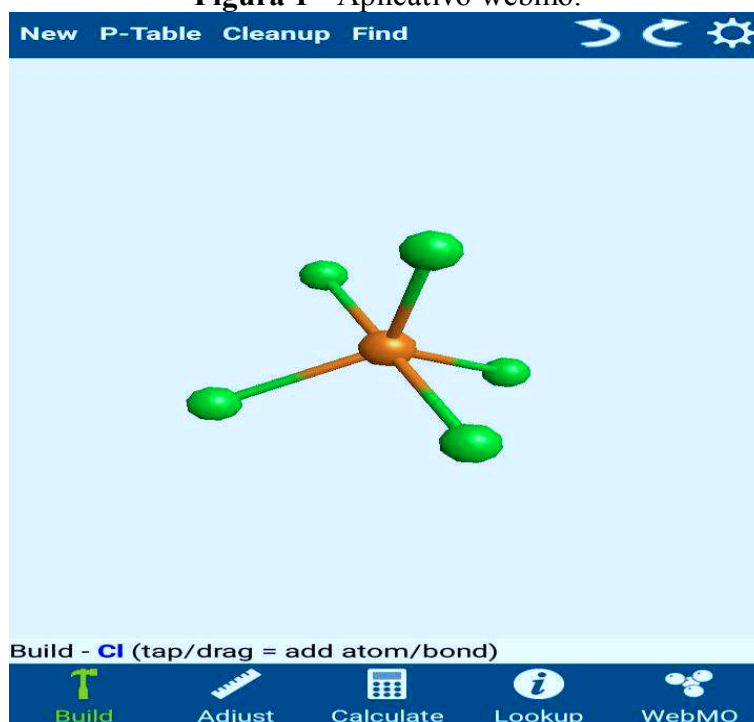 Figura 1 - Aplicativo webmo.
New P-Table Cleanup Find
Build - Cl (tap/drag = add atom/bond)
Build Adjust Calculate Lookup WebMO